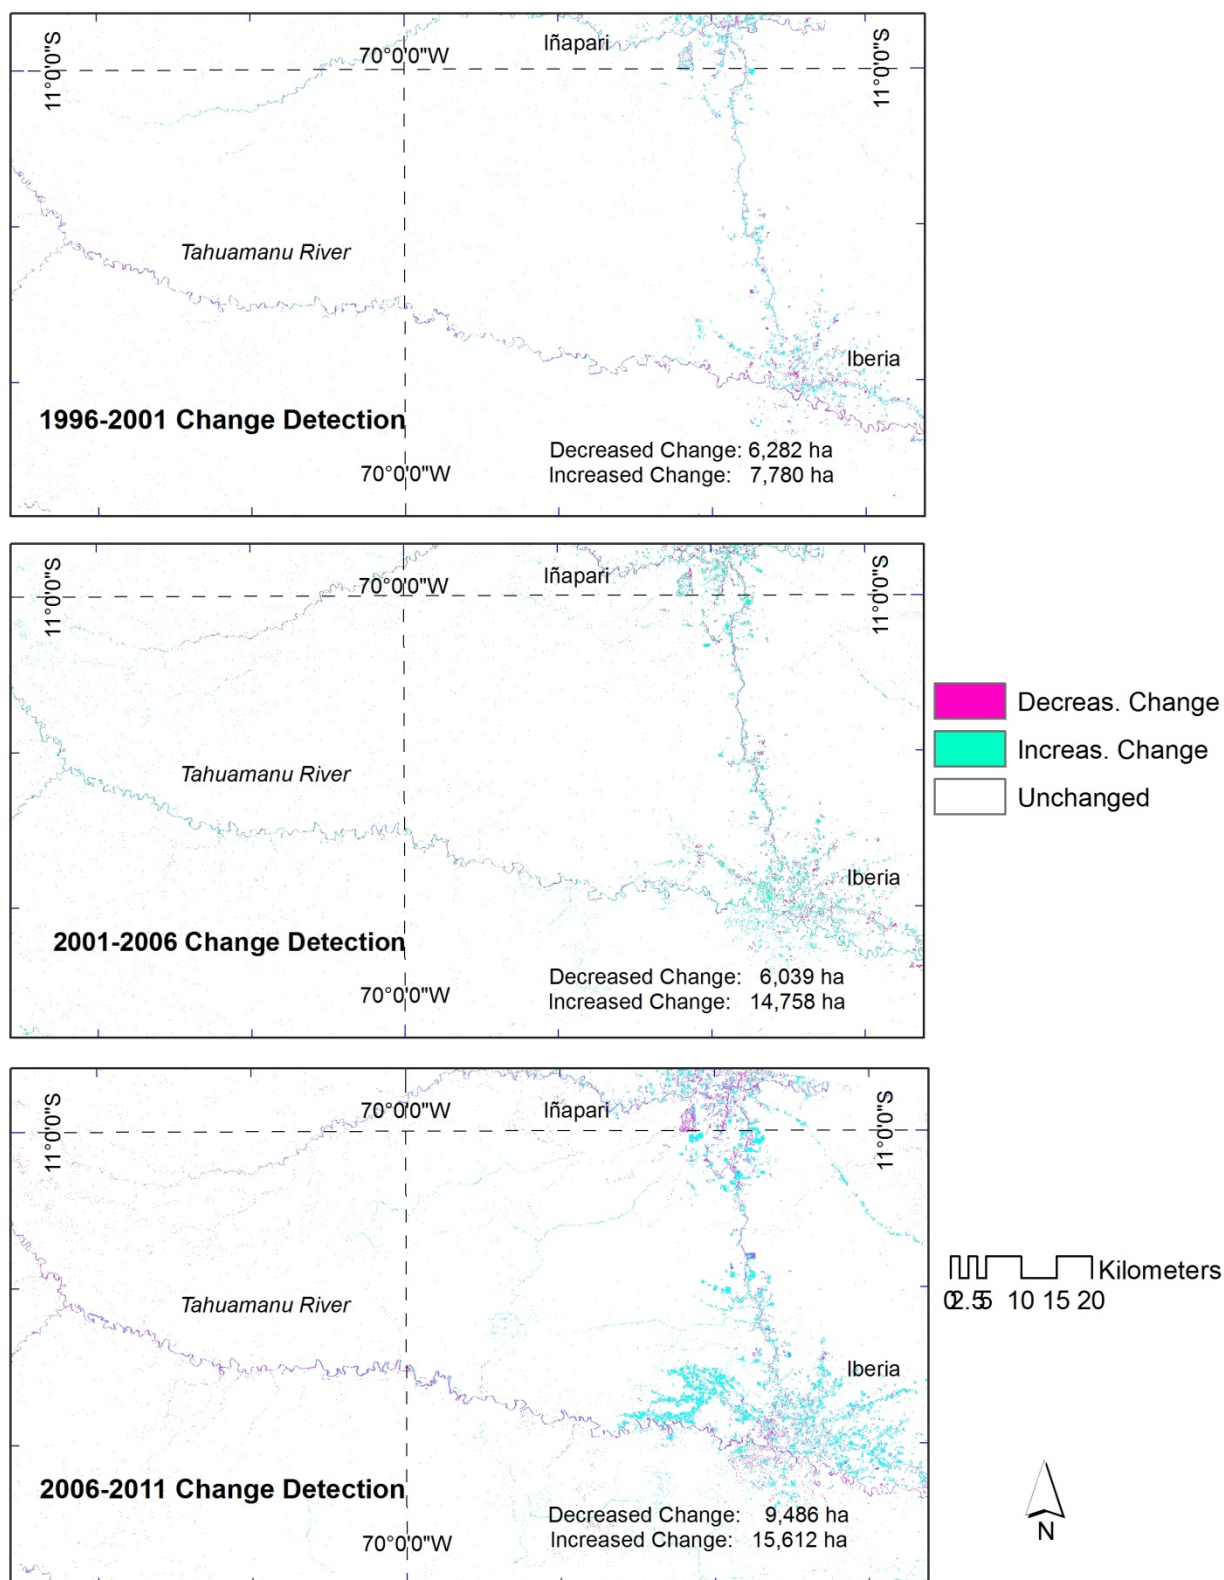 11°0'0"S
70°0'0"W
Iñapari
11°0'0"S
Tahuamanu River
Iberia
1996-2001 Change Detection
Decreased Change: 6,282 ha
Increased Change: 7,780 ha
70°0'0"W
11°0'0"S
70°0'0"W
Iñapari
11°0'0"S
Tahuamanu River
Iberia
2001-2006 Change Detection
Decreased Change: 6,039 ha
Increased Change: 14,758 ha
70°0'0"W
Decreas. Change
Increas. Change
Unchanged
11°0'0"S
70°0'0"W
Iñapari
11°0'0"S
Tahuamanu River
Iberia
2006-2011 Change Detection
Decreased Change: 9,486 ha
Increased Change: 15,612 ha
70°0'0"W
Kilometers
0 2.5 5 10 15 20
N